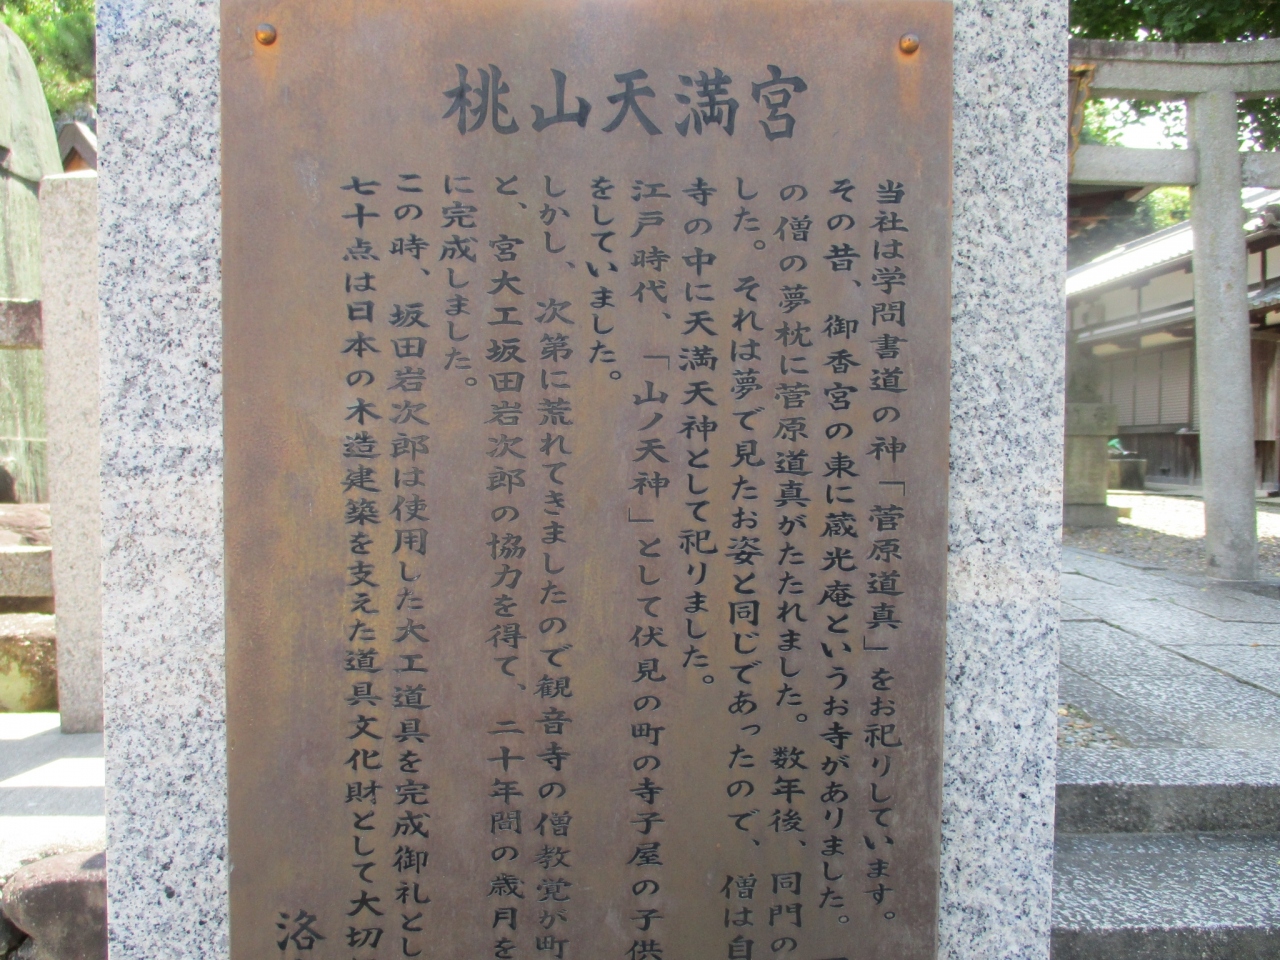 桃山天満宮
当社は学問書道の神「菅原道真」をお祀りしています。
その昔、御香宮の東に蔵光庵というお寺がありました。「
の僧の夢枕に菅原道真がたたれました。数年後、同門の
した。それは夢で見たお姿と同じであったので、僧は自
寺の中に天満天神として祀りました。
江戸時代、「山ノ天神」として伏見の町の寺子屋の子供
をしていました。
しかし、次第に荒れてきましたので観音寺の僧教覚が町
と、宮大工坂田岩次郎の協力を得て、二十年間の歳月を
に完成しました。
この時、坂田岩次郎は使用した大工道具を完成御礼とし
七十点は日本の木造建築を支えた道具文化財として大切
洛